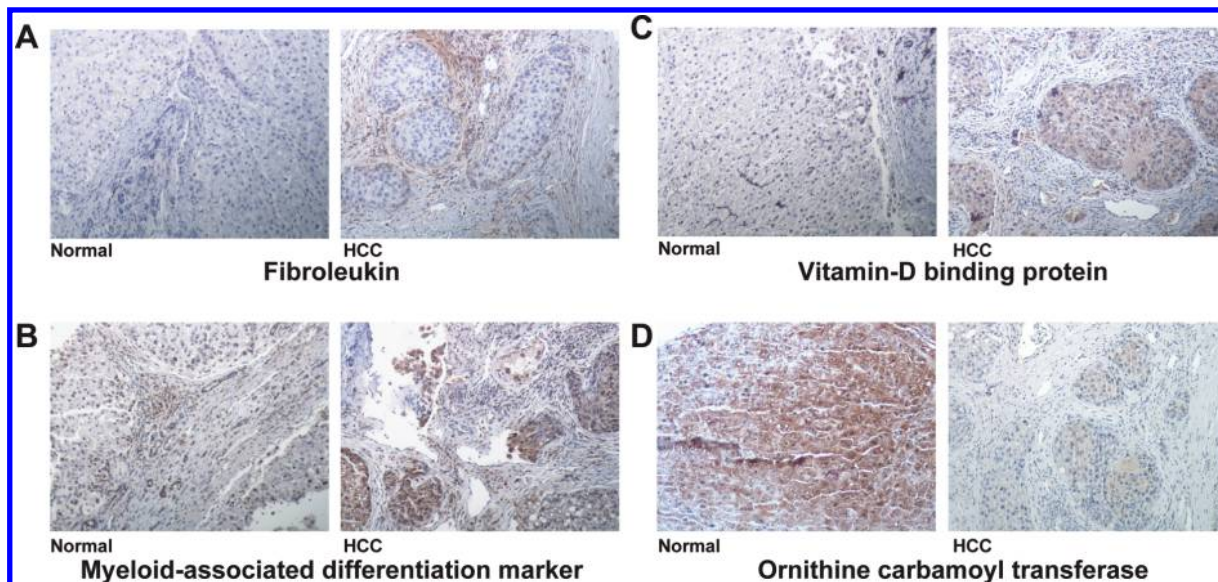 A
Normal
HCC
Fibroleukin
B
Normal
HCC
Myeloid-associated differentiation marker
C
Normal
HCC
Vitamin-D binding protein
D
Normal
HCC
Ornithine carbamoyl transferase